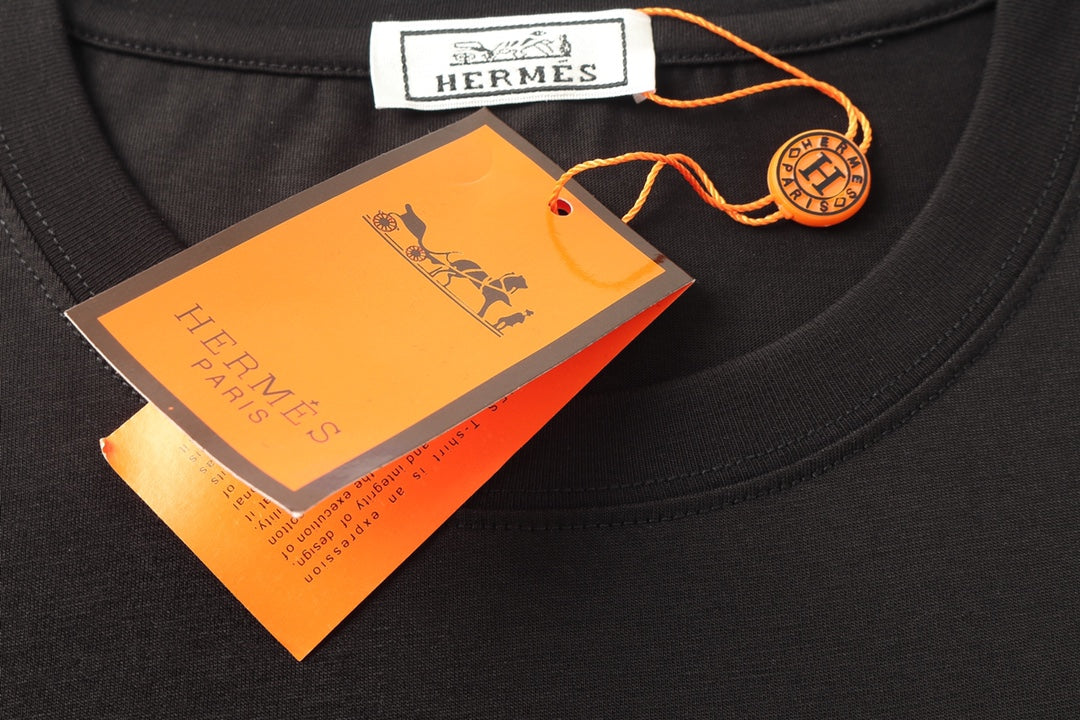 HERMÈS
HERMES
PARIS
H
HERMÈS
PARIS
T-shirt is an expression
and integrity of design.
the execution of